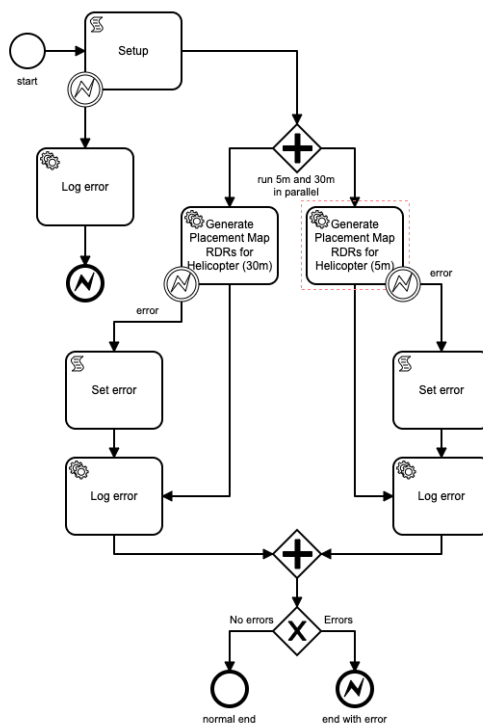 Setup
start
Log error
run 5m and 30m
in parallel
Generate
Placement Map
RDRs for
Helicopter (30m)
Generate
Placement Map
RDRs for
Helicopter (5m)
error
error
Set error
Set error
Log error
Log error
No errors
Errors
normal end
end with error